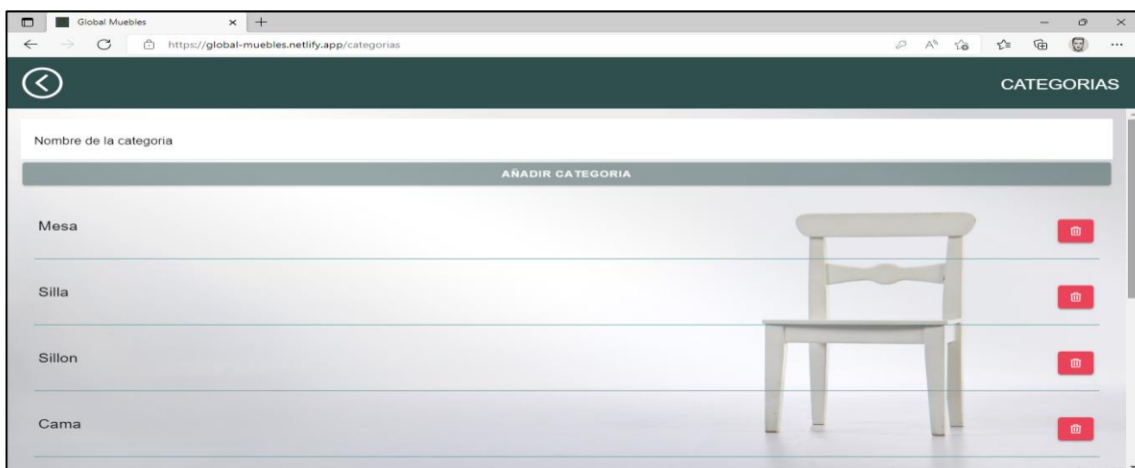 Global Muebles
https://global-muebles.netlify.app/categorias
CATEGORIAS
Nombre de la categoria
AÑADIR CATEGORIA
Mesa
Silla
Sillon
Cama